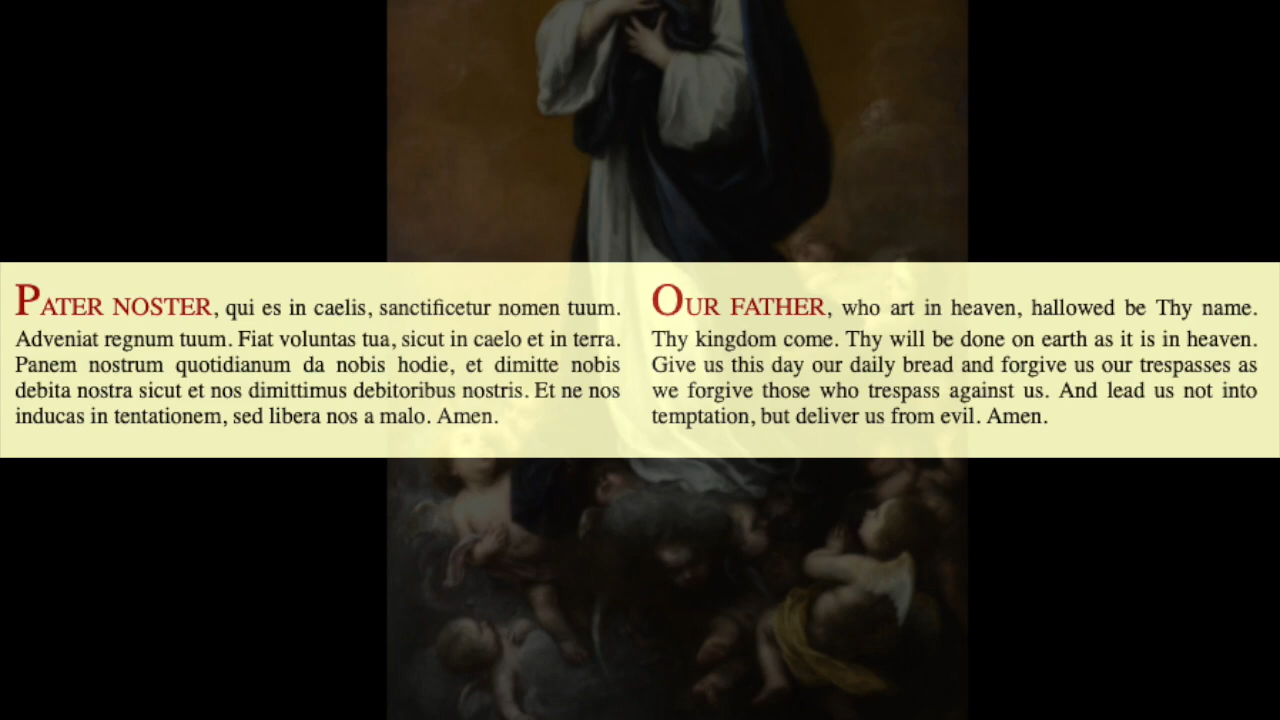 PATER NOSTER, qui es in caelis, sanctificetur nomen tuum.
Adveniat regnum tuum. Fiat voluntas tua, sicut in caelo et in terra.
Panem nostrum quotidianum da nobis hodie, et dimitte nobis
debita nostra sicut et nos dimittimus debitoribus nostris. Et ne nos
inducas in tentationem, sed libera nos a malo. Amen.
OUR FATHER, who art in heaven, hallowed be Thy name.
Thy kingdom come. Thy will be done on earth as it is in heaven.
Give us this day our daily bread and forgive us our trespasses as
we forgive those who trespass against us. And lead us not into
temptation, but deliver us from evil. Amen.